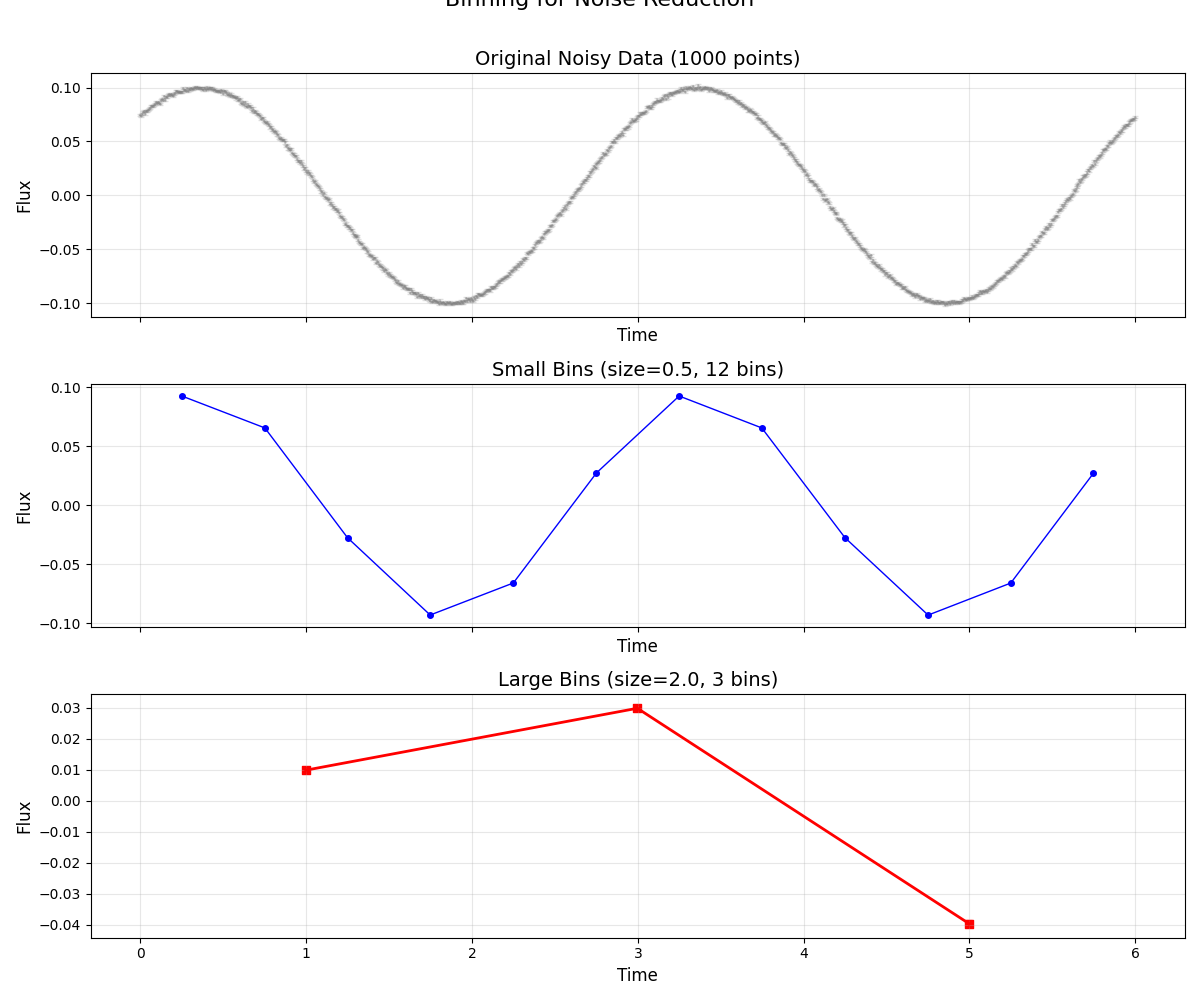 Binning for Noise Reduction
Original Noisy Data (1000 points)
Flux
0.10
0.05
0.00
−0.05
−0.10
Time
Small Bins (size=0.5, 12 bins)
Flux
0.10
0.05
0.00
−0.05
−0.10
Time
Large Bins (size=2.0, 3 bins)
Flux
0.03
0.02
0.01
0.00
−0.01
−0.02
−0.03
−0.04
0 1 2 3 4 5 6
Time